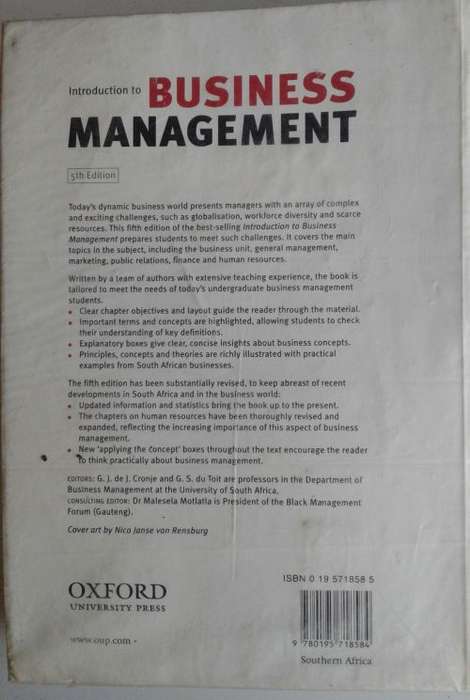 Introduction to BUSINESS
MANAGEMENT
5th Edition
Today's dynamic business world presents managers with an array of complex
and exciting challenges, such as globalisation, workforce diversity and scarce
resources. This fifth edition of the best-selling Introduction to Business
Management prepares students to meet such challenges. It covers the main
topics in the subject, including the business unit, general management,
marketing, public relations, finance and human resources.
Written by a team of authors with extensive teaching experience, the book is
tailored to meet the needs of today's undergraduate business management
students.
• Clear chapter objectives and layout guide the reader through the material.
• Important terms and concepts are highlighted, allowing students to check
their understanding of key definitions.
• Explanatory boxes give clear, concise insights about business concepts.
• Principles, concepts and theories are richly illustrated with practical
examples from South African businesses.
The fifth edition has been substantially revised, to keep abreast of recent
developments in South Africa and in the business world:
• Updated information and statistics bring the book up to the present.
• The chapters on human resources have been thoroughly revised and
expanded, reflecting the increasing importance of this aspect of business
management.
• New 'applying the concept' boxes throughout the text encourage the reader
to think practically about business management.
EDITORS: G. J. de J. Cronje and G. S. du Toit are professors in the Department of
Business Management at the University of South Africa,
CONSULTING EDITOR: Dr Malesela Motlatla is President of the Black Management
Forum (Gauteng).
Cover art by Nico Janse van Rensburg
OXFORD
UNIVERSITY PRESS
www.oup.com
ISBN 0 19 571858 5
9 780195 718584
Southern Africa